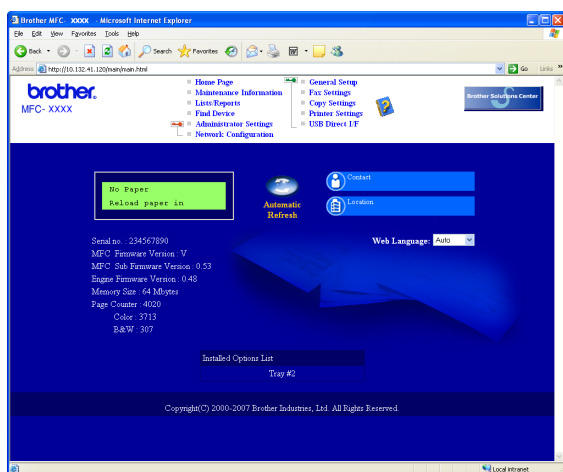 Brother MFC- XXXX - Microsoft Internet Explorer
File Edit View Favorites Tools Help
Back Search Favorites
Address http://10.132.41.120/main/main.html Go Links »
brother.
MFC- XXXX
Home Page
Maintenance Information
Lists/Reports
Find Device
Administrator Settings
Network Configuration
General Setup
Fax Settings
Copy Settings
Printer Settings
USB Direct I/F
Brother Solutions Center
No Paper
Reload paper in
Automatic
Refresh
Contact
Location
Serial no. : 234567890
MFC Firmware Version : V
MFC Sub Firmware Version : 0.53
Engine Firmware Version : 0.48
Memory Size : 64 Mbytes
Page Counter : 4020
Color : 3713
B&W : 307
Web Language: Auto
Installed Options List
Tray #2
Copyright(C) 2000-2007 Brother Industries, Ltd. All Rights Reserved.
Local intranet